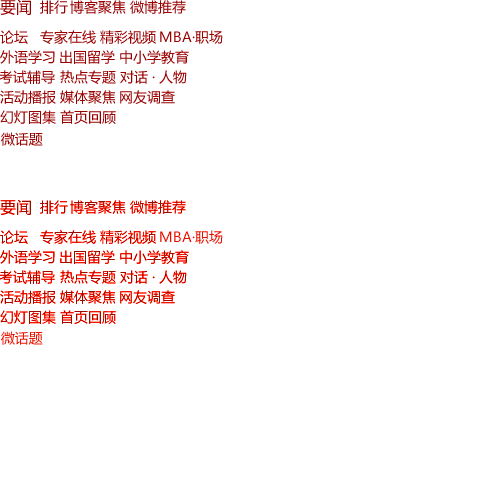 要闻 排行 博客聚焦 微博推荐
论坛 专家在线 精彩视频 MBA·职场
外语学习 出国留学 中小学教育
考试辅导 热点专题 对话 · 人物
活动播报 媒体聚焦 网友调查
幻灯图集 首页回顾
微话题
要闻 排行 博客聚焦 微博推荐
论坛 专家在线 精彩视频 MBA·职场
外语学习 出国留学 中小学教育
考试辅导 热点专题 对话 · 人物
活动播报 媒体聚焦 网友调查
幻灯图集 首页回顾
微话题